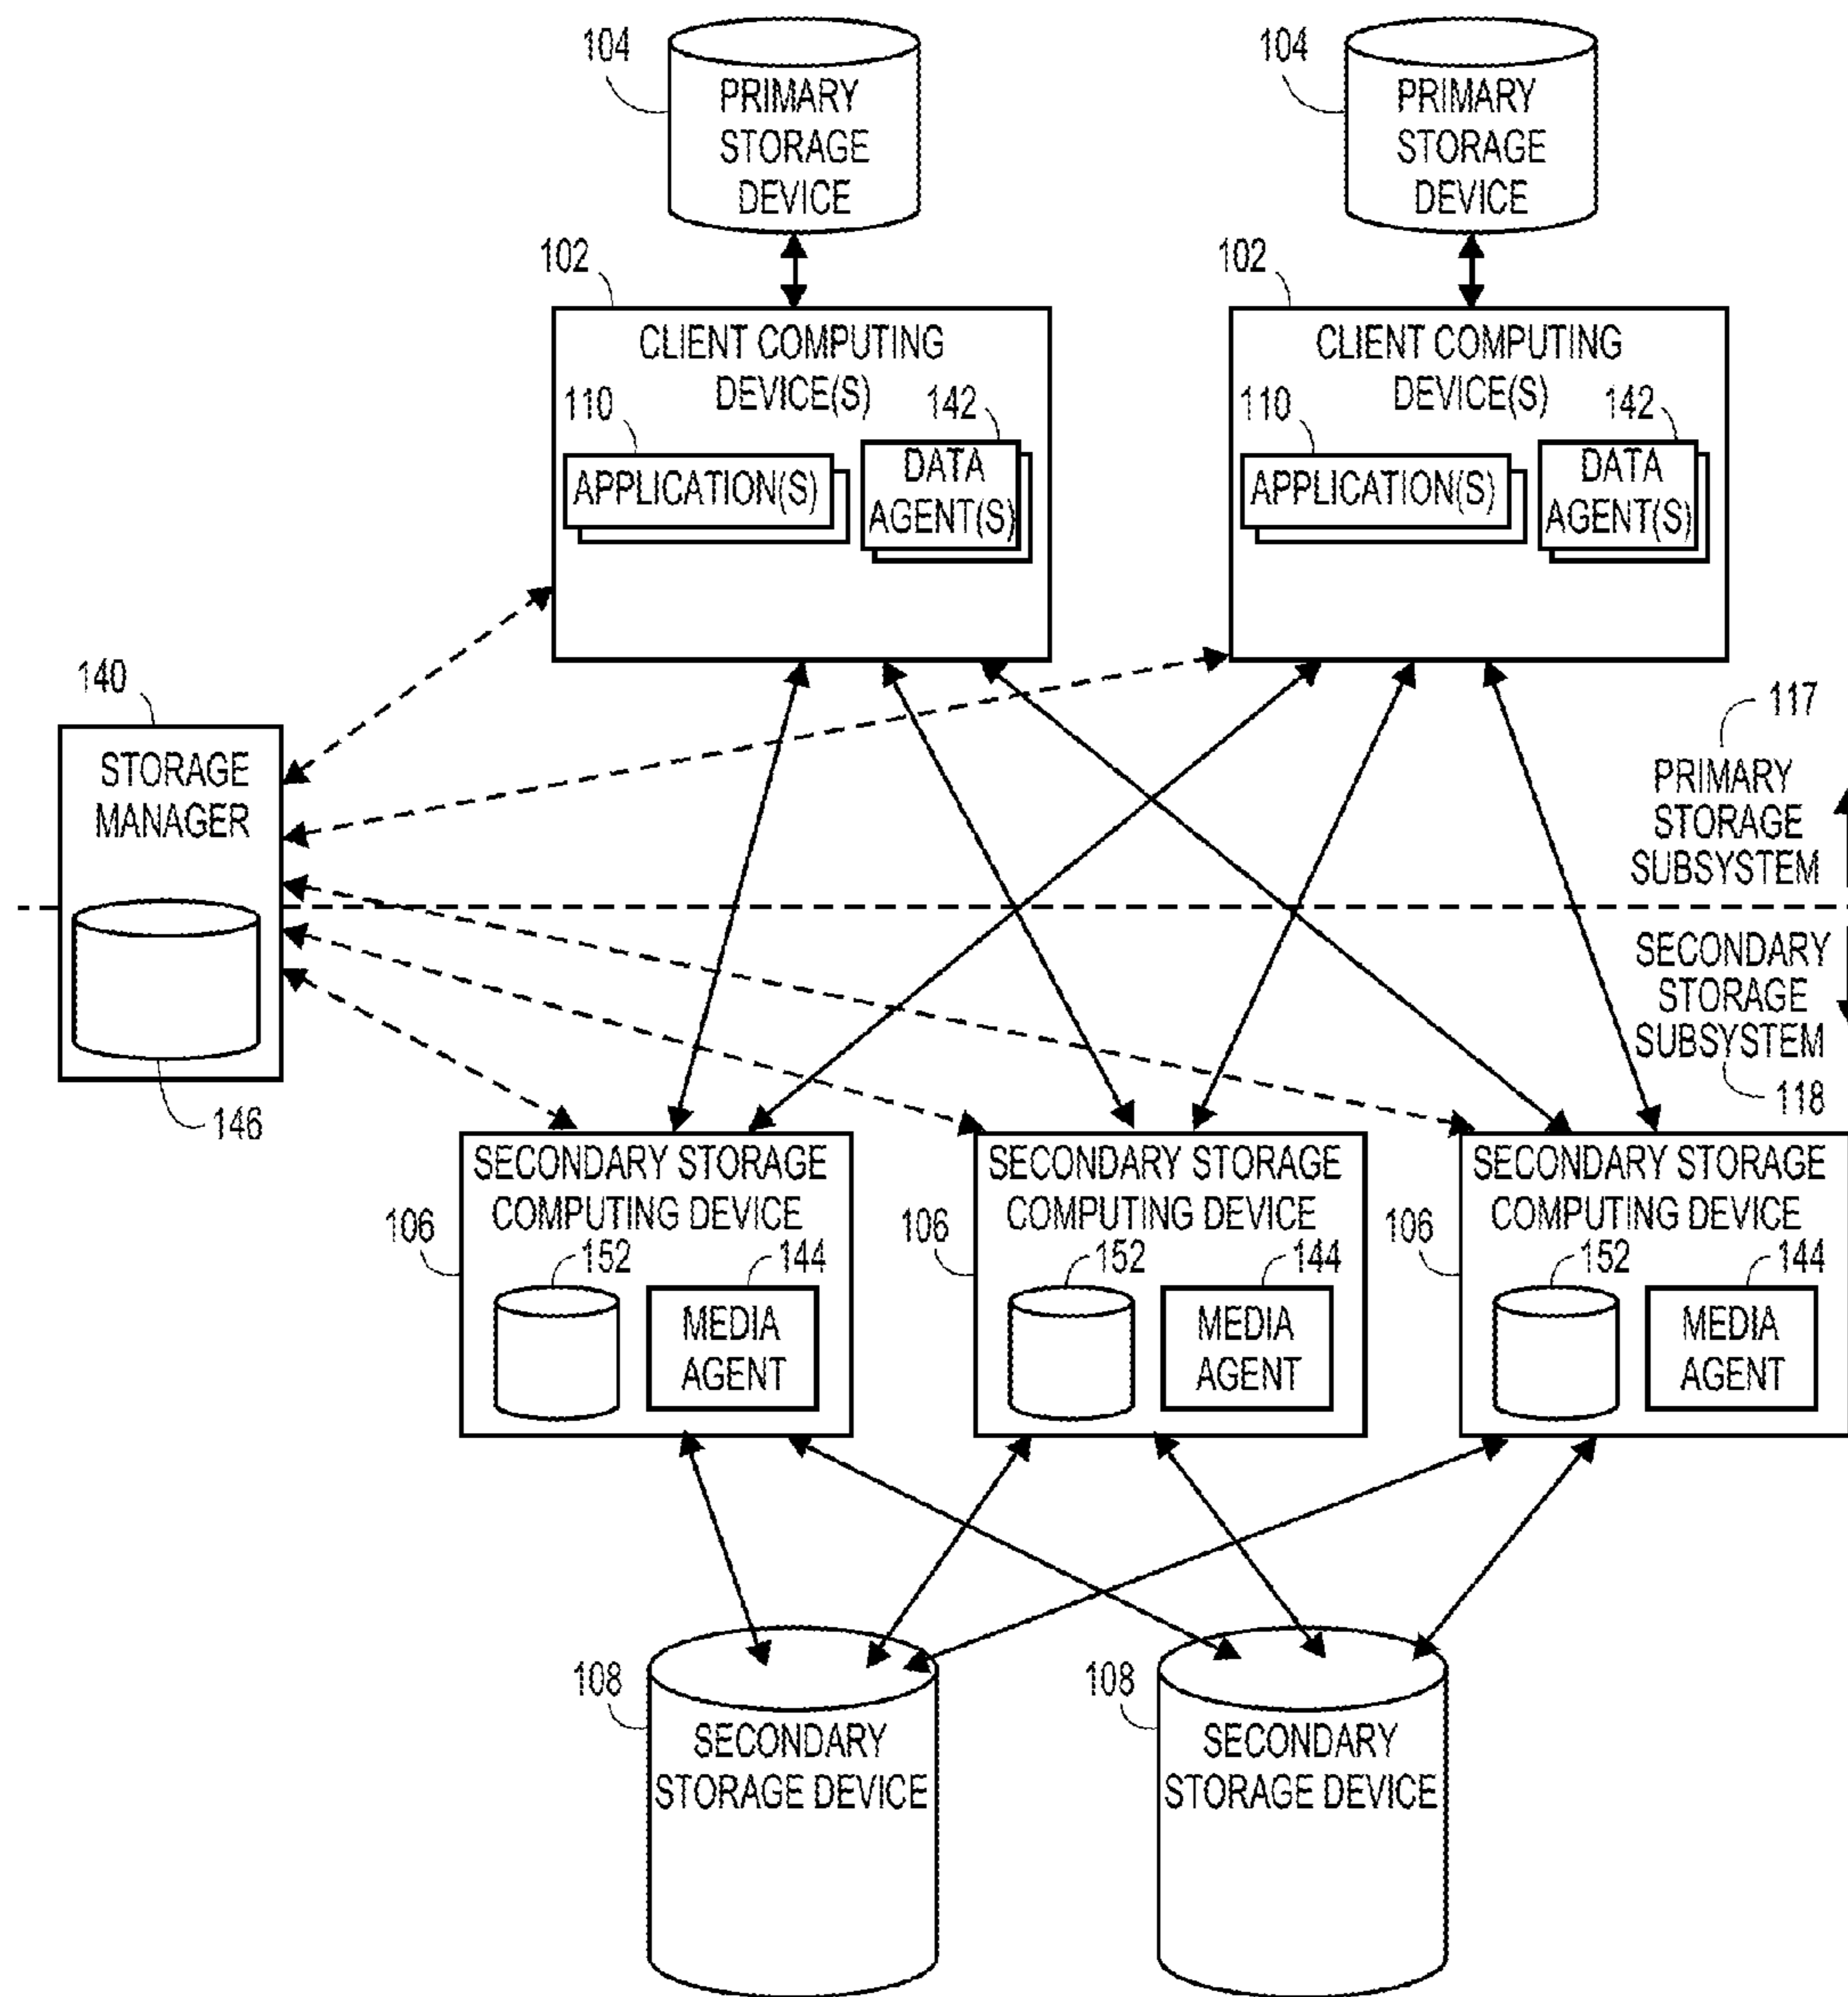 104
PRIMARY
STORAGE
DEVICE
104
PRIMARY
STORAGE
DEVICE
102
CLIENT COMPUTING
DEVICE(S)
110
142
APPLICATION(S)
DATA
AGENT(S)
102
CLIENT COMPUTING
DEVICE(S)
110
142
APPLICATION(S)
DATA
AGENT(S)
140
STORAGE
MANAGER
146
117
PRIMARY
STORAGE
SUBSYSTEM
SECONDARY
STORAGE
SUBSYSTEM
118
SECONDARY STORAGE
COMPUTING DEVICE
106
152
144
MEDIA
AGENT
SECONDARY STORAGE
COMPUTING DEVICE
106
152
144
MEDIA
AGENT
SECONDARY STORAGE
COMPUTING DEVICE
106
152
144
MEDIA
AGENT
108
SECONDARY
STORAGE DEVICE
108
SECONDARY
STORAGE DEVICE